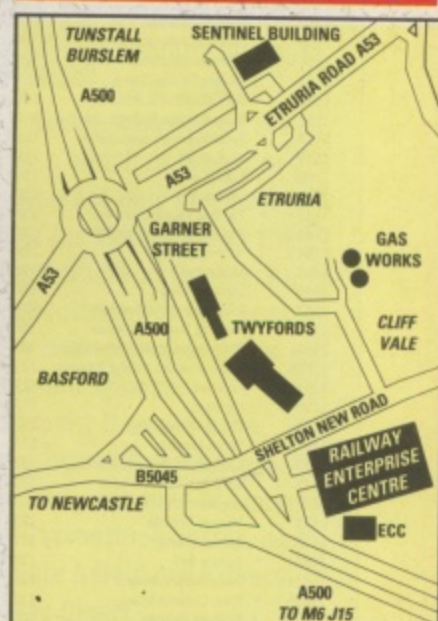 TUNSTALL
BURSLEM
SENTINEL BUILDING
A500
ETRURIA ROAD A53
A53
ETRURIA
GARNER
STREET
GAS
WORKS
A53
A500
TWYFORDS
CLIFF
VALE
BASFORD
SHELTON NEW ROAD
RAILWAY
ENTERPRISE
CENTRE
B5045
TO NEWCASTLE
ECC
A500
TO M6 J15